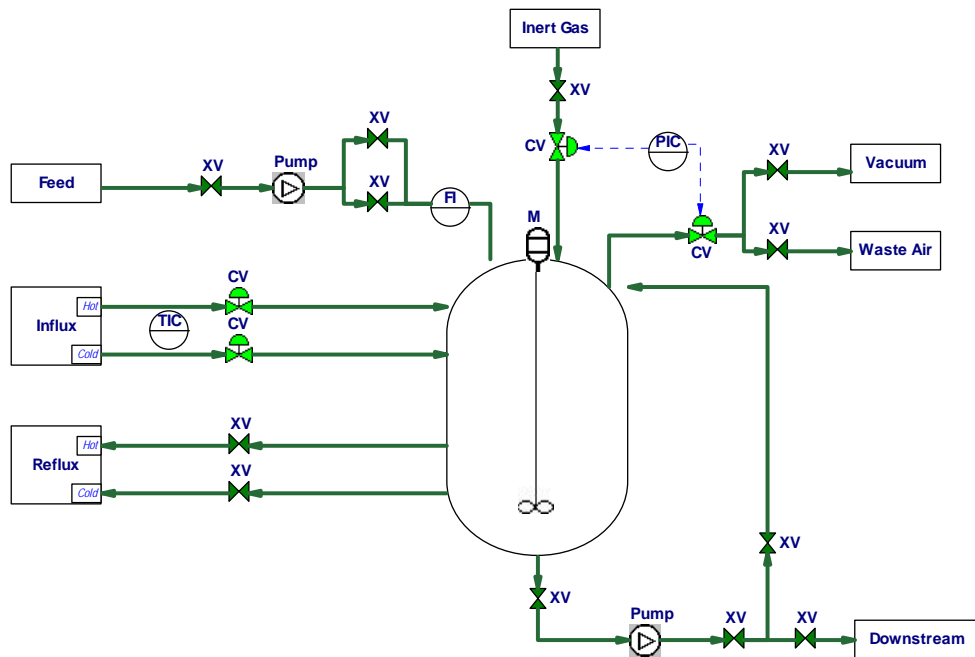 Inert Gas
XV
XV
CV
PIC
XV
Vacuum
Feed
XV
Pump
XV
FI
M
XV
Waste Air
CV
CV
Hot
Influx
TIC
CV
Cold
XV
Hot
Reflux
XV
Cold
XV
XV
Pump
XV
XV
Downstream